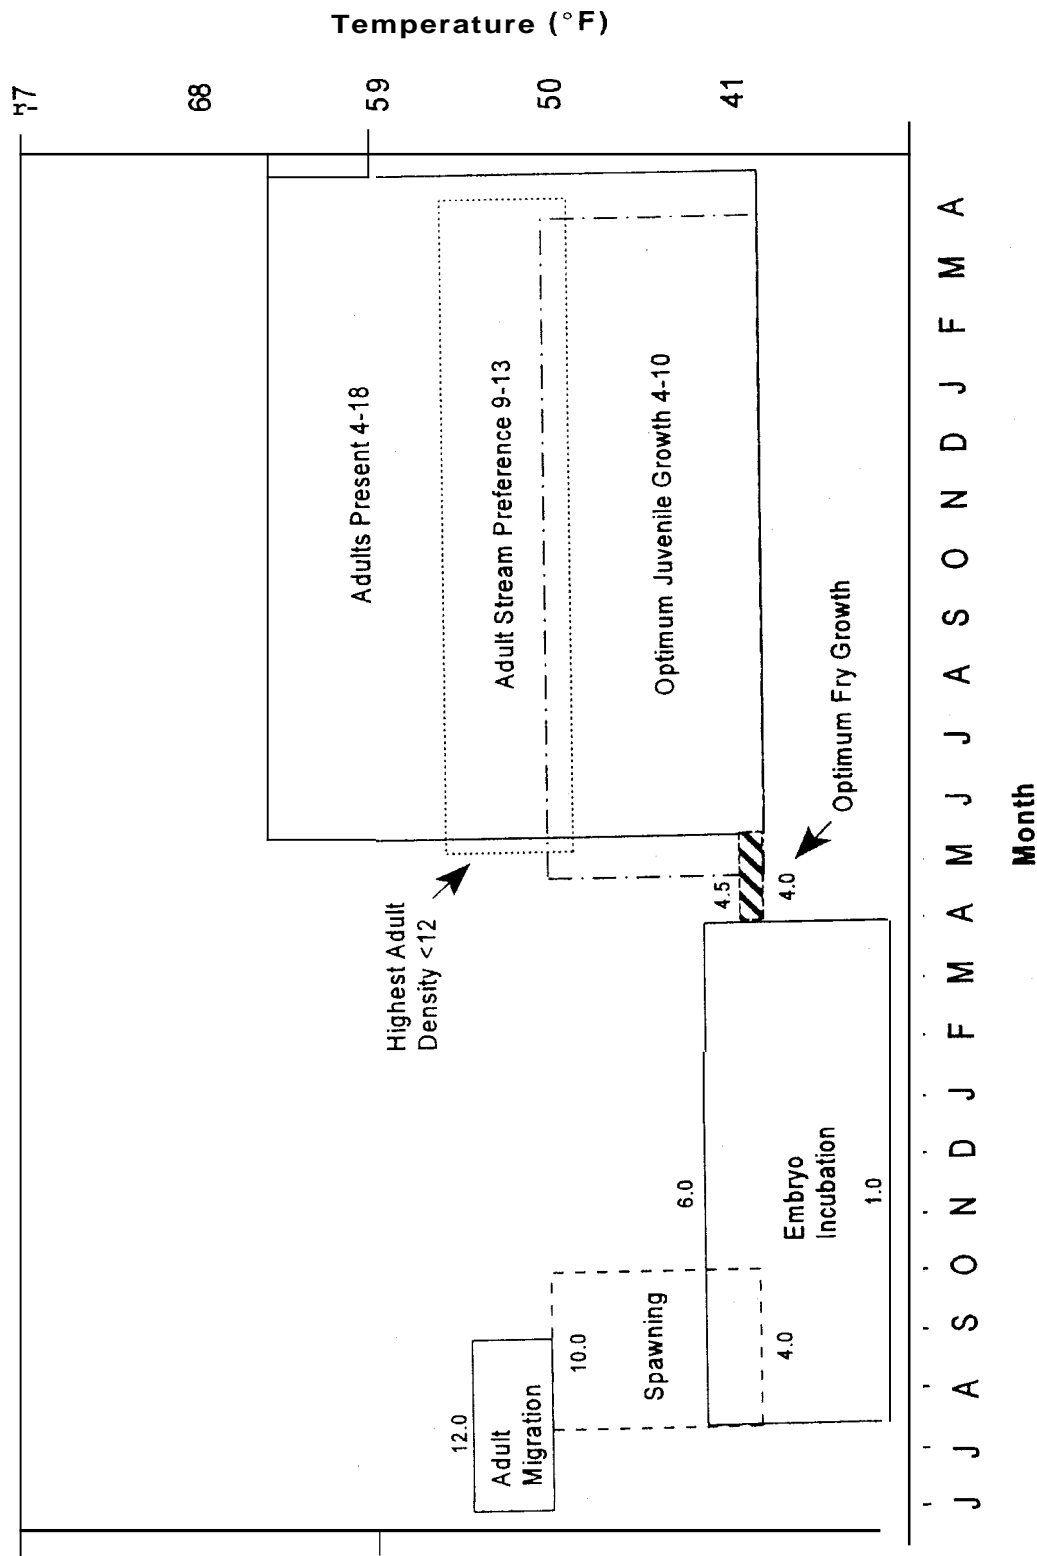 Temperature (°F)
77
68
59
50
41
Adults Present 4-18
Adult Stream Preference 9-13
Optimum Juvenile Growth 4-10
Highest Adult
Density <12
4.5
4.0
Optimum Fry Growth
12.0
Adult
Migration
10.0
Spawning
4.0
6.0
Embryo
Incubation
1.0
J J A S O N D J F M A M J J A S O N D J F M A
Month